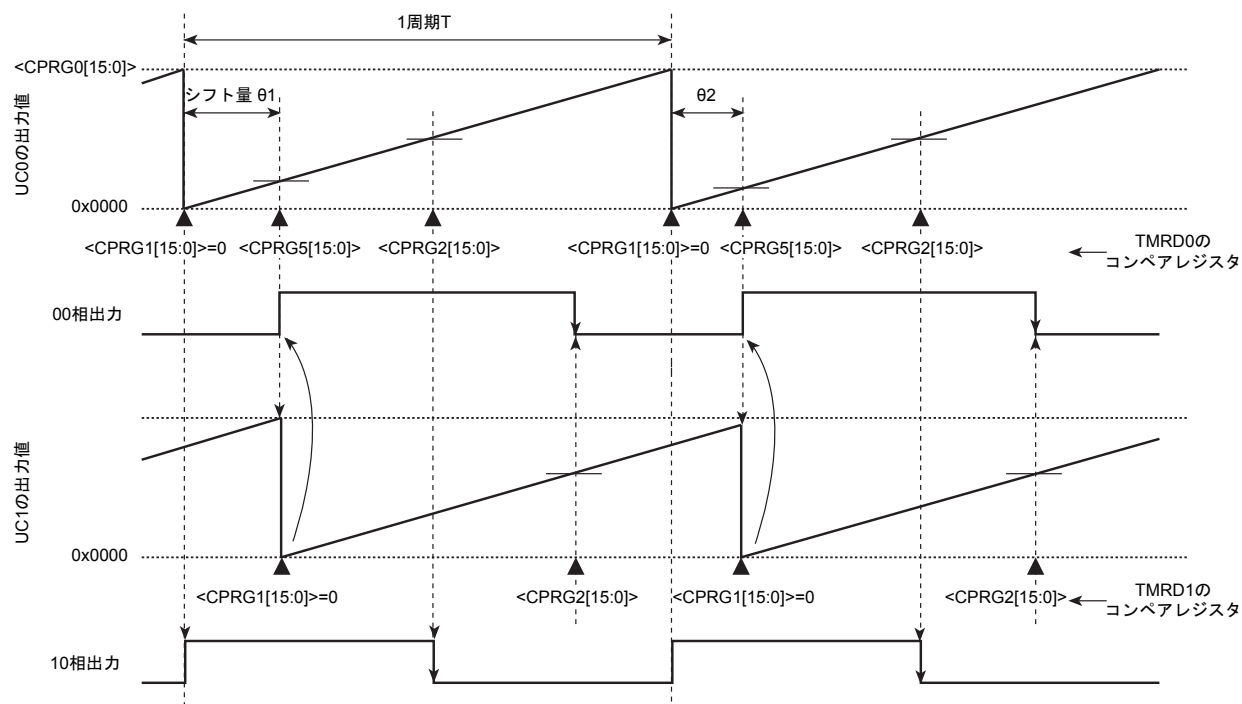 1周期T
<CPRG0[15:0]>
シフト量 θ1
θ2
UC0の出力値
0x0000
<CPRG1[15:0]>=0
<CPRG5[15:0]>
<CPRG2[15:0]>
<CPRG1[15:0]>=0
<CPRG5[15:0]>
<CPRG2[15:0]>
TMRD0の
コンペアレジスタ
00相出力
UC1の出力値
0x0000
<CPRG1[15:0]>=0
<CPRG2[15:0]>
<CPRG1[15:0]>=0
<CPRG2[15:0]>
TMRD1の
コンペアレジスタ
10相出力